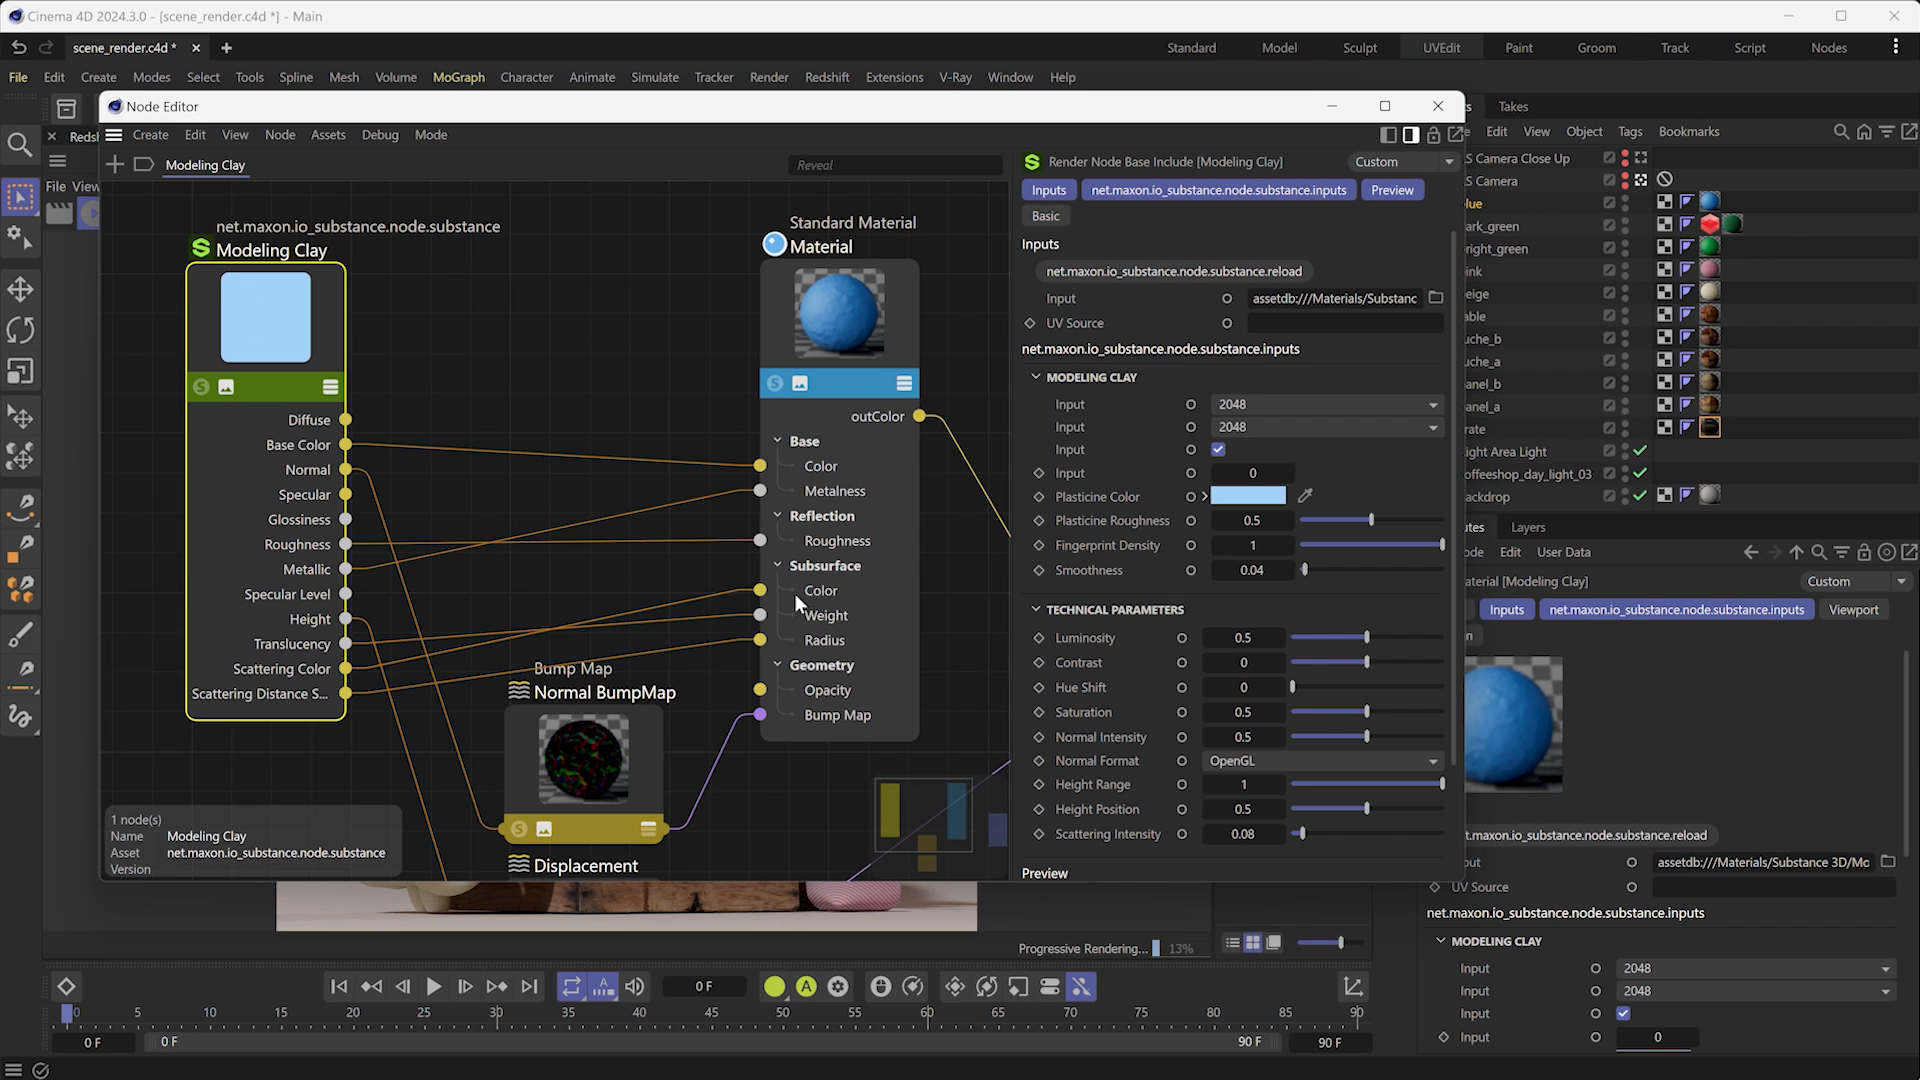 Cinema 4D 2024.3.0 - [scene_render.c4d *] - Main
scene_render.c4d *
Standard
Model
Sculpt
UVEdit
Paint
Groom
Track
Script
Nodes
File Edit Create Modes Select Tools Spline Mesh Volume MoGraph Character Animate Simulate Tracker Render Redshift Extensions V-Ray Window Help
Node Editor
Takes
Create Edit View Node Assets Debug Mode
Edit View Object Tags Bookmarks
File View
Modeling Clay
Reveal
Render Node Base Include [Modeling Clay]
Custom
Inputs
net.maxon.io_substance.node.substance.inputs
Preview
Basic
Inputs
net.maxon.io_substance.node.substance.reload
Input
assetdb:///Materials/Substanc
UV Source
net.maxon.io_substance.node.substance.inputs
MODELING CLAY
Input 2048
Input 2048
Input
Input 0
Plasticine Color
Plasticine Roughness 0.5
Fingerprint Density 1
Smoothness 0.04
TECHNICAL PARAMETERS
Luminosity 0.5
Contrast 0
Hue Shift 0
Saturation 0.5
Normal Intensity 0.5
Normal Format OpenGL
Height Range 1
Height Position 0.5
Scattering Intensity 0.08
Preview
net.maxon.io_substance.node.substance
Modeling Clay
Diffuse
Base Color
Normal
Specular
Glossiness
Roughness
Metallic
Specular Level
Height
Translucency
Scattering Color
Scattering Distance S...
Standard Material
Material
outColor
Base
Color
Metalness
Reflection
Roughness
Subsurface
Color
Weight
Radius
Geometry
Opacity
Bump Map
Bump Map
Normal BumpMap
Displacement
1 node(s)
Name Modeling Clay
Asset net.maxon.io_substance.node.substance
Version
S Camera Close Up
S Camera
lue
ark_green
right_green
ink
eige
able
uche_b
uche_a
anel_b
anel_a
rate
ight Area Light
offeeshop_day_light_03
ackdrop
utes Layers
ode Edit User Data
aterial [Modeling Clay]
Custom
Inputs
net.maxon.io_substance.node.substance.inputs
Viewport
t.maxon.io_substance.node.substance.reload
put
assetdb:///Materials/Substance 3D/Mo
UV Source
net.maxon.io_substance.node.substance.inputs
MODELING CLAY
Input 2048
Input 2048
Input
Input 0
Progressive Rendering... 13%
0 F
0 5 10 15 20 25 30 35 40 45 50 55 60 65 70 75 80 85 90
0 F
0 F
90 F
90 F